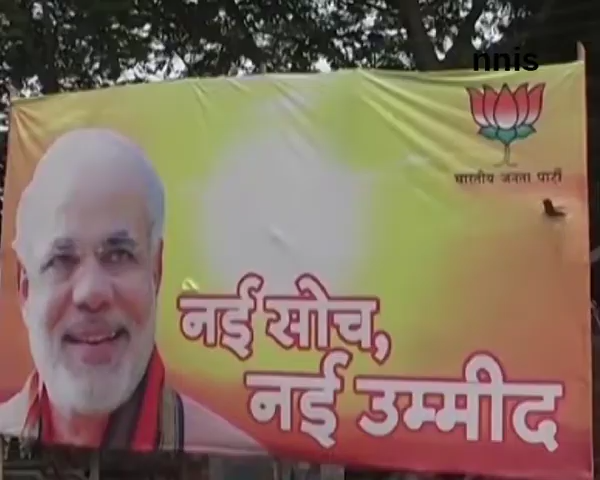 nnis
भारतीय जनता पार्टी
नई सोच,
नई उम्मीद